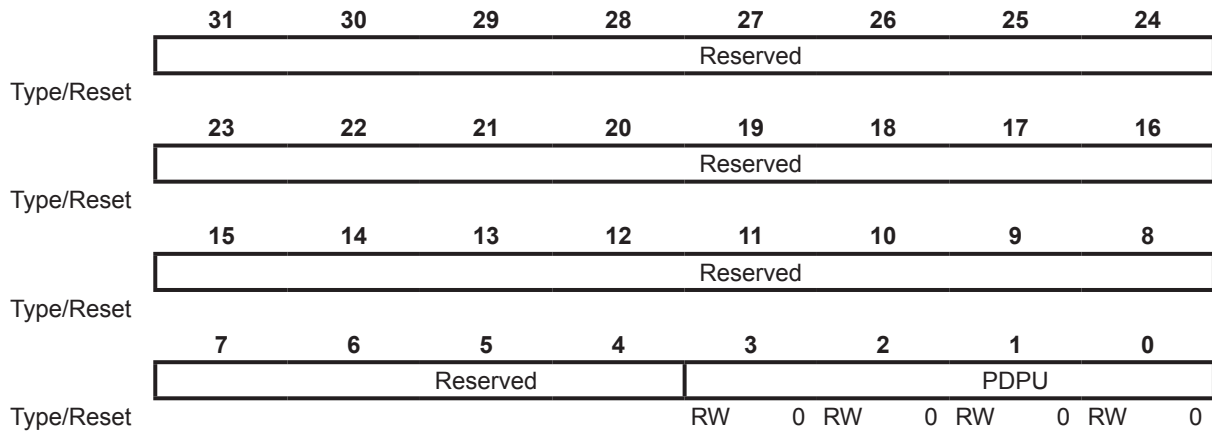 31 30 29 28 27 26 25 24
Reserved
Type/Reset
23 22 21 20 19 18 17 16
Reserved
Type/Reset
15 14 13 12 11 10 9 8
Reserved
Type/Reset
7 6 5 4 3 2 1 0
Reserved PDPU
Type/Reset RW 0 RW 0 RW 0 RW 0